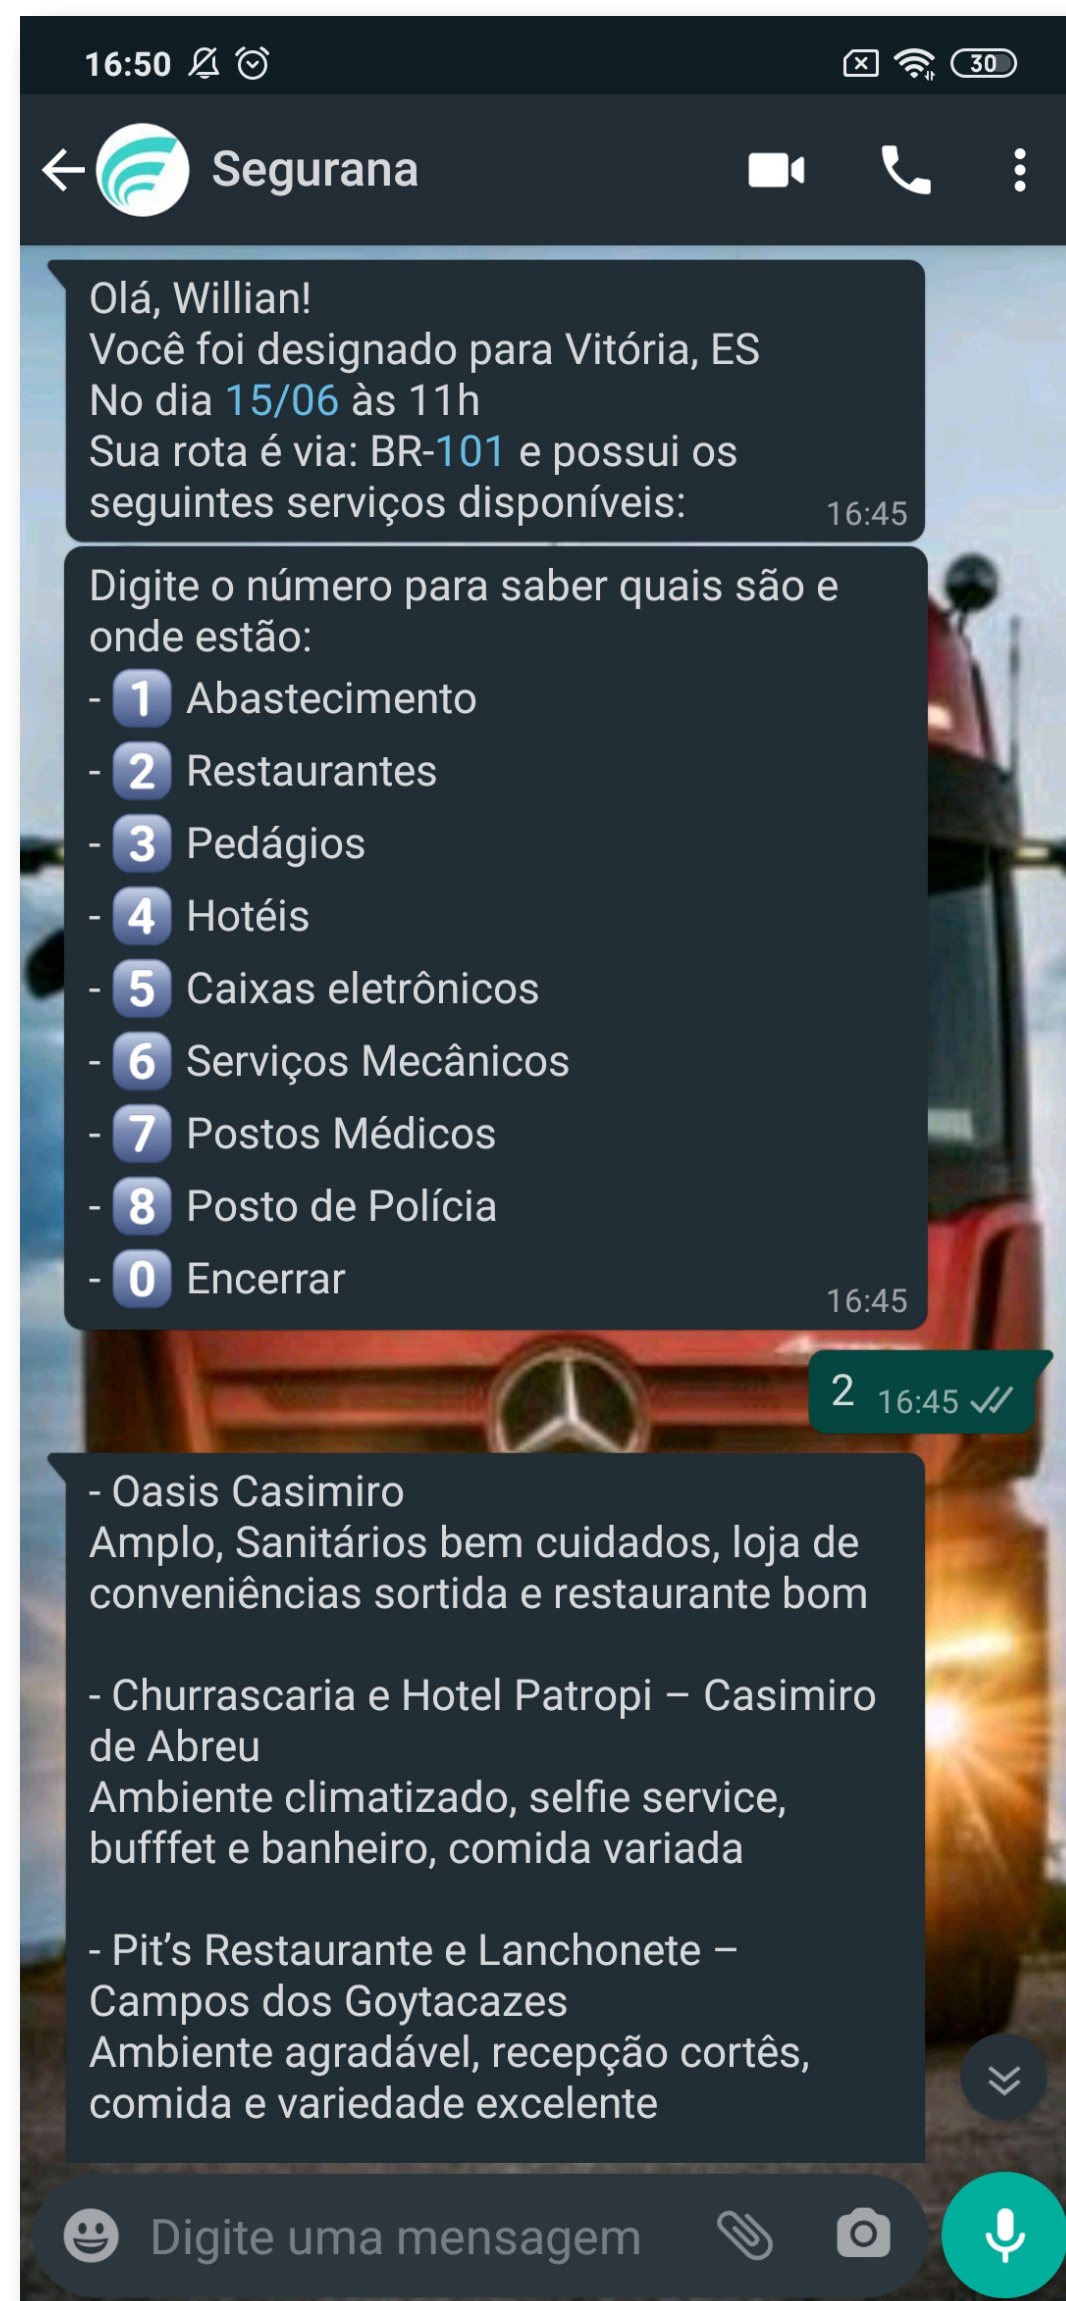 16:50
30
Segurana
Olá, Willian!
Você foi designado para Vitória, ES
No dia 15/06 às 11h
Sua rota é via: BR-101 e possui os
seguintes serviços disponíveis:
16:45
Digite o número para saber quais são e
onde estão:
- 1 Abastecimento
- 2 Restaurantes
- 3 Pedágios
- 4 Hotéis
- 5 Caixas eletrônicos
- 6 Serviços Mecânicos
- 7 Postos Médicos
- 8 Posto de Polícia
- 0 Encerrar
16:45
2 16:45
- Oasis Casimiro
Amplo, Sanitários bem cuidados, loja de
conveniências sortida e restaurante bom
- Churrascaria e Hotel Patropi – Casimiro
de Abreu
Ambiente climatizado, selfie service,
bufffet e banheiro, comida variada
- Pit’s Restaurante e Lanchonete –
Campos dos Goytacazes
Ambiente agradável, recepção cortês,
comida e variedade excelente
Digite uma mensagem